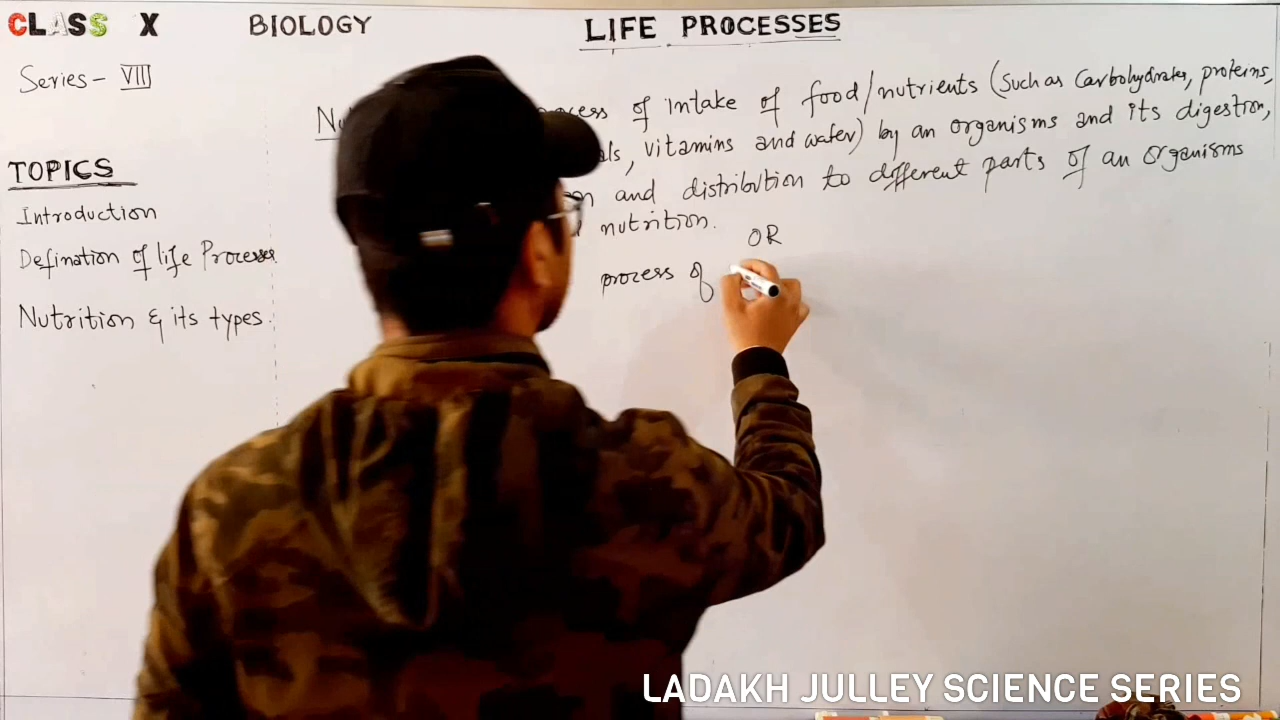 CLASS X BIOLOGY LIFE PROCESSES
Series- VIII
TOPICS
Introduction
Defination of life Processes
Nutrition & its types.
of intake of food/nutrients (such as Carbohydrates, proteins,
vitamins and water) by an organisms and its digestion,
and distribution to different parts of an organisms
nutrition.
OR
process of
LADAKH JULLEY SCIENCE SERIES